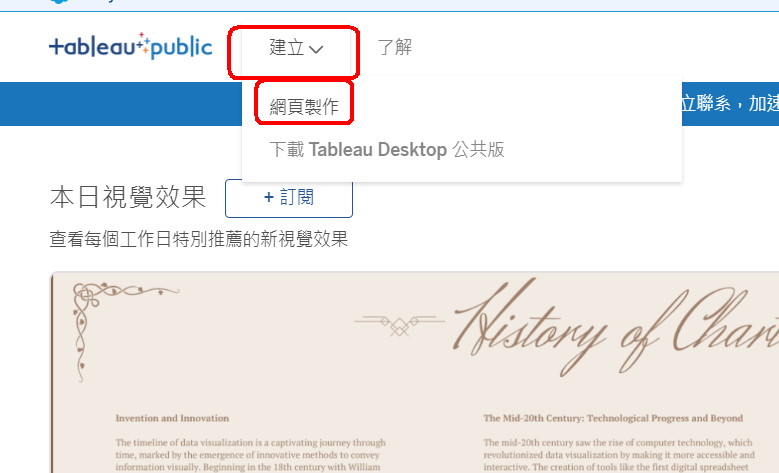 tableau public
建立
了解
網頁製作
立聯系，加速
下載 Tableau Desktop 公共版
本日視覺效果
+ 訂閱
查看每個工作日特別推薦的新視覺效果
History of Char
Invention and Innovation
The timeline of data visualization is a captivating journey through
time, marked by the emergence of innovative methods to convey
information visually. Beginning in the 18th century with William
The Mid-20th Century: Technological Progress and Beyond
The mid-20th century saw the rise of computer technology, which
revolutionized data visualization by making it more accessible and
interactive. The creation of tools like the first digital spreadsheet